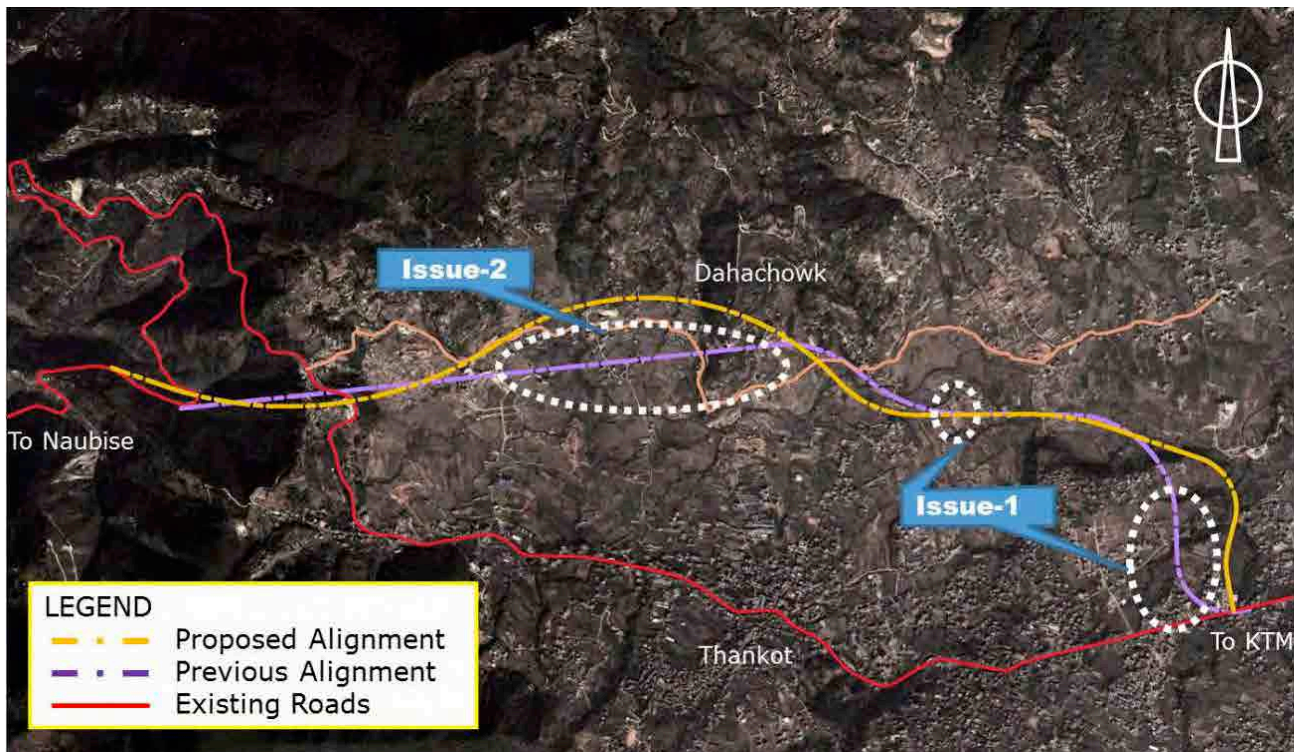 Issue-2
Dahachowk
To Naubise
Issue-1
To KTM
Thankot
LEGEND
Proposed Alignment
Previous Alignment
Existing Roads